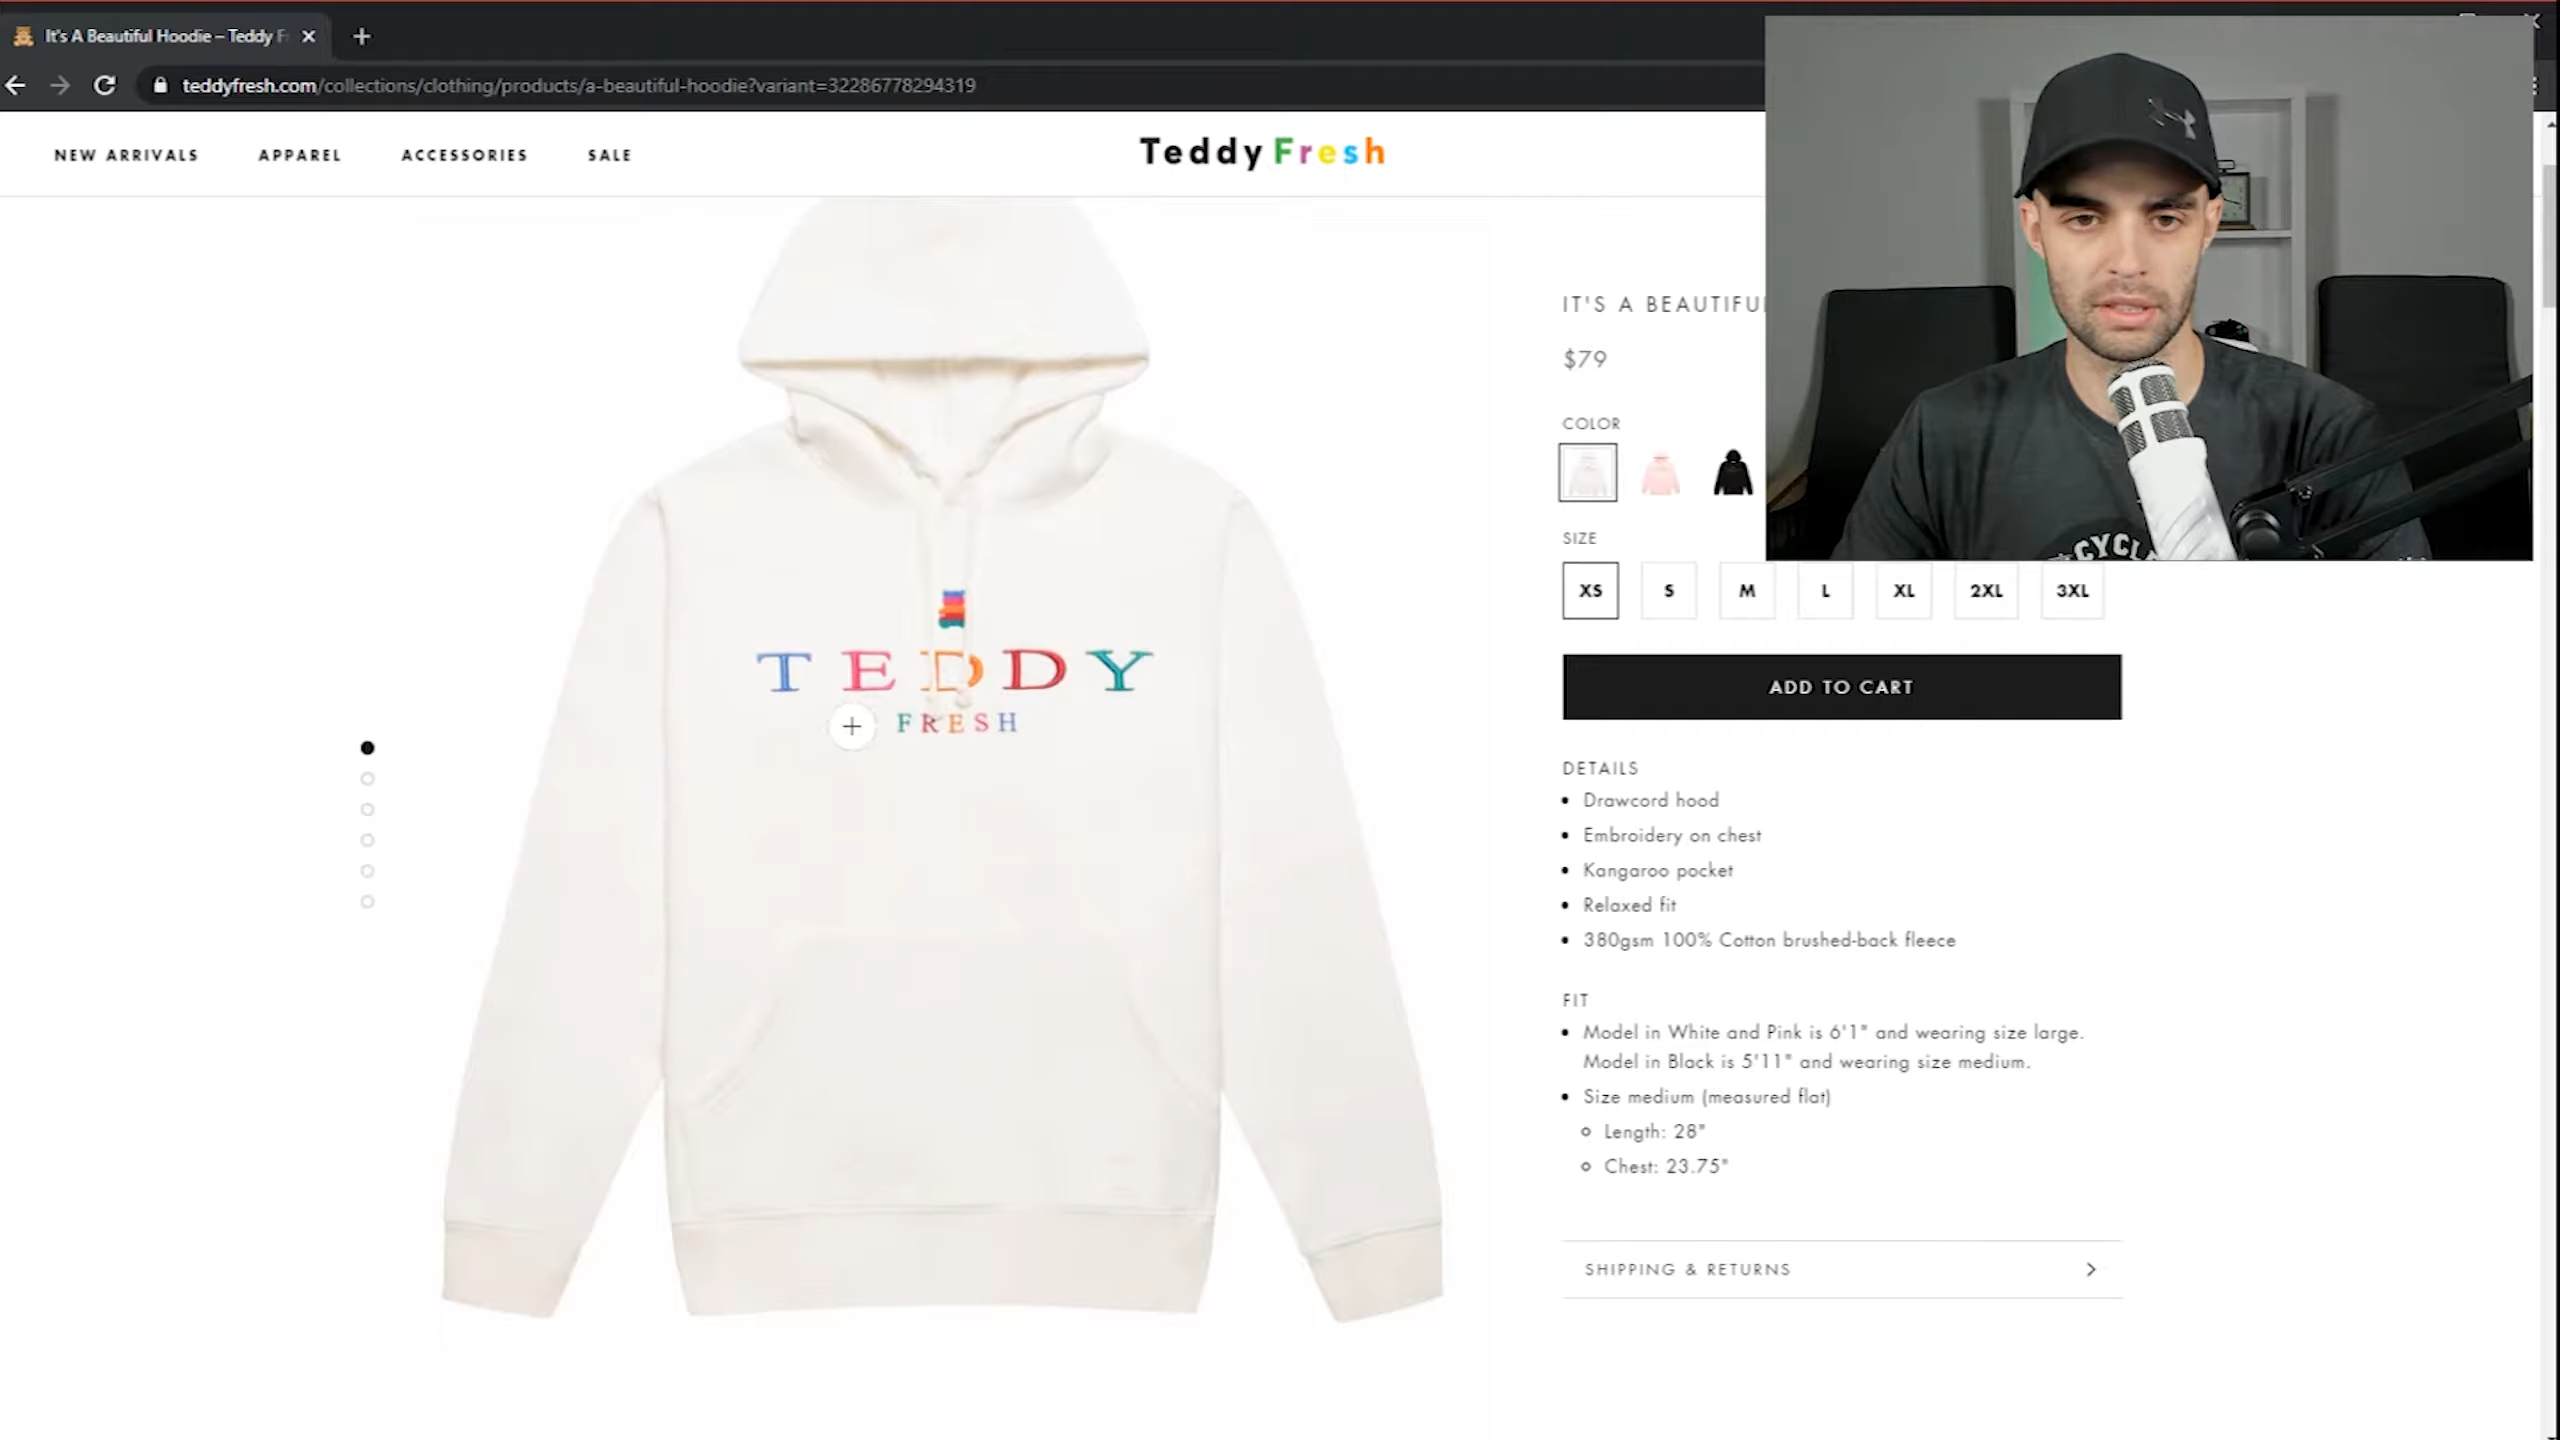 It's A Beautiful Hoodie – Teddy F
teddyfresh.com/collections/clothing/products/a-beautiful-hoodie?variant=32286778294319
NEW ARRIVALS APPAREL ACCESSORIES SALE
Teddy Fresh
IT'S A BEAUTIFU
$79
COLOR
SIZE
XS S M L XL 2XL 3XL
ADD TO CART
TEDDY
FRESH
DETAILS
• Drawcord hood
• Embroidery on chest
• Kangaroo pocket
• Relaxed fit
• 380gsm 100% Cotton brushed-back fleece
FIT
• Model in White and Pink is 6'1" and wearing size large.
Model in Black is 5'11" and wearing size medium.
• Size medium (measured flat)
Length: 28"
Chest: 23.75"
SHIPPING & RETURNS